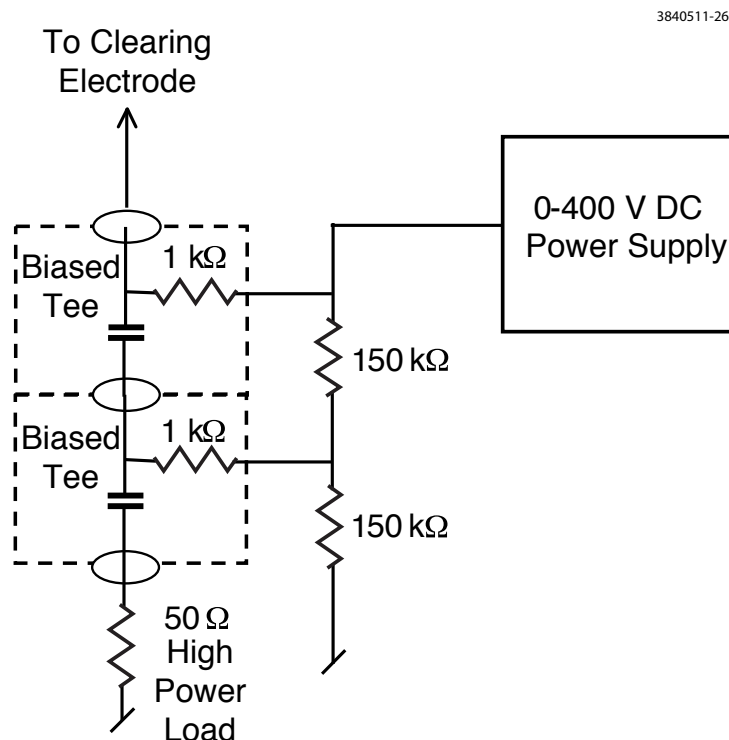 3840511-26
To Clearing
Electrode
0-400 V DC
Power Supply
Biased
Tee
1 kΩ
150 kΩ
Biased
Tee
1 kΩ
150 kΩ
50 Ω
High
Power
Load